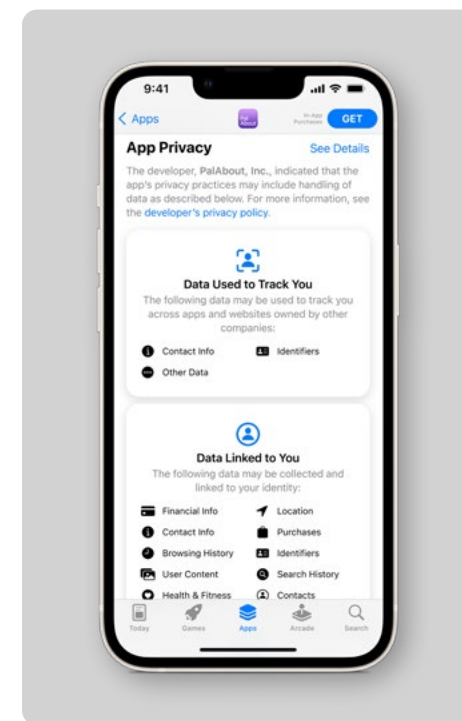 9:41
Apps
Pal
About
In-App
Purchases
GET
App Privacy
See Details
The developer, PalAbout, Inc., indicated that the
app's privacy practices may include handling of
data as described below. For more information, see
the developer's privacy policy.
Data Used to Track You
The following data may be used to track you
across apps and websites owned by other
companies:
Contact Info
Identifiers
Other Data
Data Linked to You
The following data may be collected and
linked to your identity:
Financial Info
Location
Contact Info
Purchases
Browsing History
Identifiers
User Content
Search History
Health & Fitness
Contacts
Today
Games
Apps
Arcade
Search